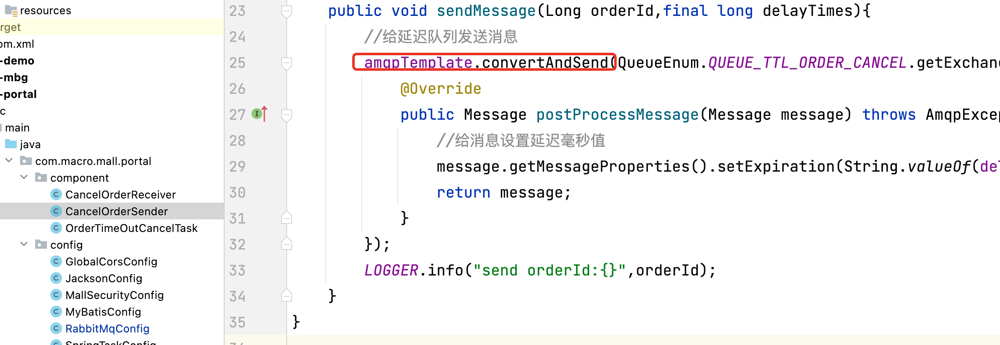 resources
rget
om.xml
-demo
-mbg
-portal
c
main
java
com.macro.mall.portal
component
CancelOrderReceiver
CancelOrderSender
OrderTimeOutCancelTask
config
GlobalCorsConfig
JacksonConfig
MallSecurityConfig
MyBatisConfig
RabbitMqConfig
SpringTaskConfig
23 public void sendMessage(Long orderId,final long delayTimes){
24 //给延迟队列发送消息
25 amqpTemplate.convertAndSend(QueueEnum.QUEUE_TTL_ORDER_CANCEL.getExchan
26 @Override
27 public Message postProcessMessage(Message message) throws AmqpExcep
28 //给消息设置延迟毫秒值
29 message.getMessageProperties().setExpiration(String.valueOf(del
30 return message;
31 }
32 });
33 LOGGER.info("send orderId:{}",orderId);
34 }
35 }